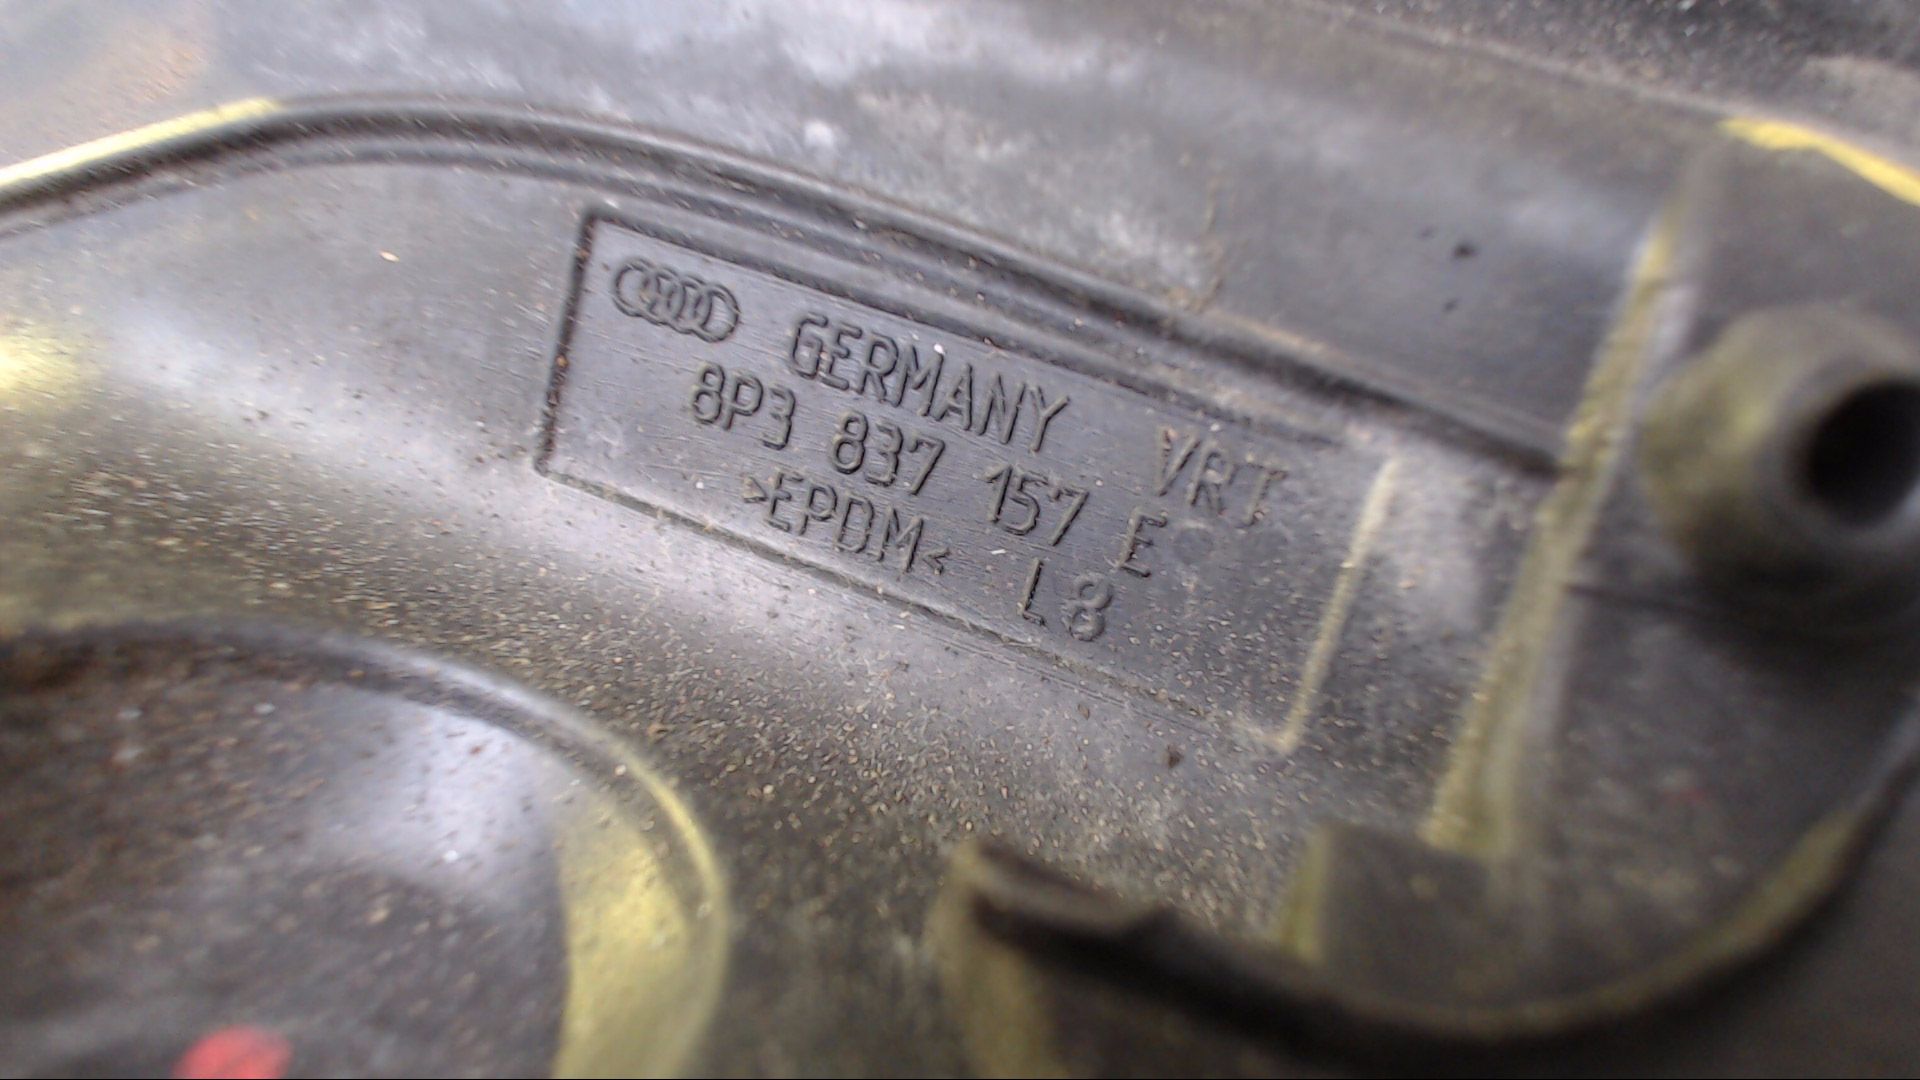 GERMANY VRT
8P3 837 157 E
>EPDM< L8